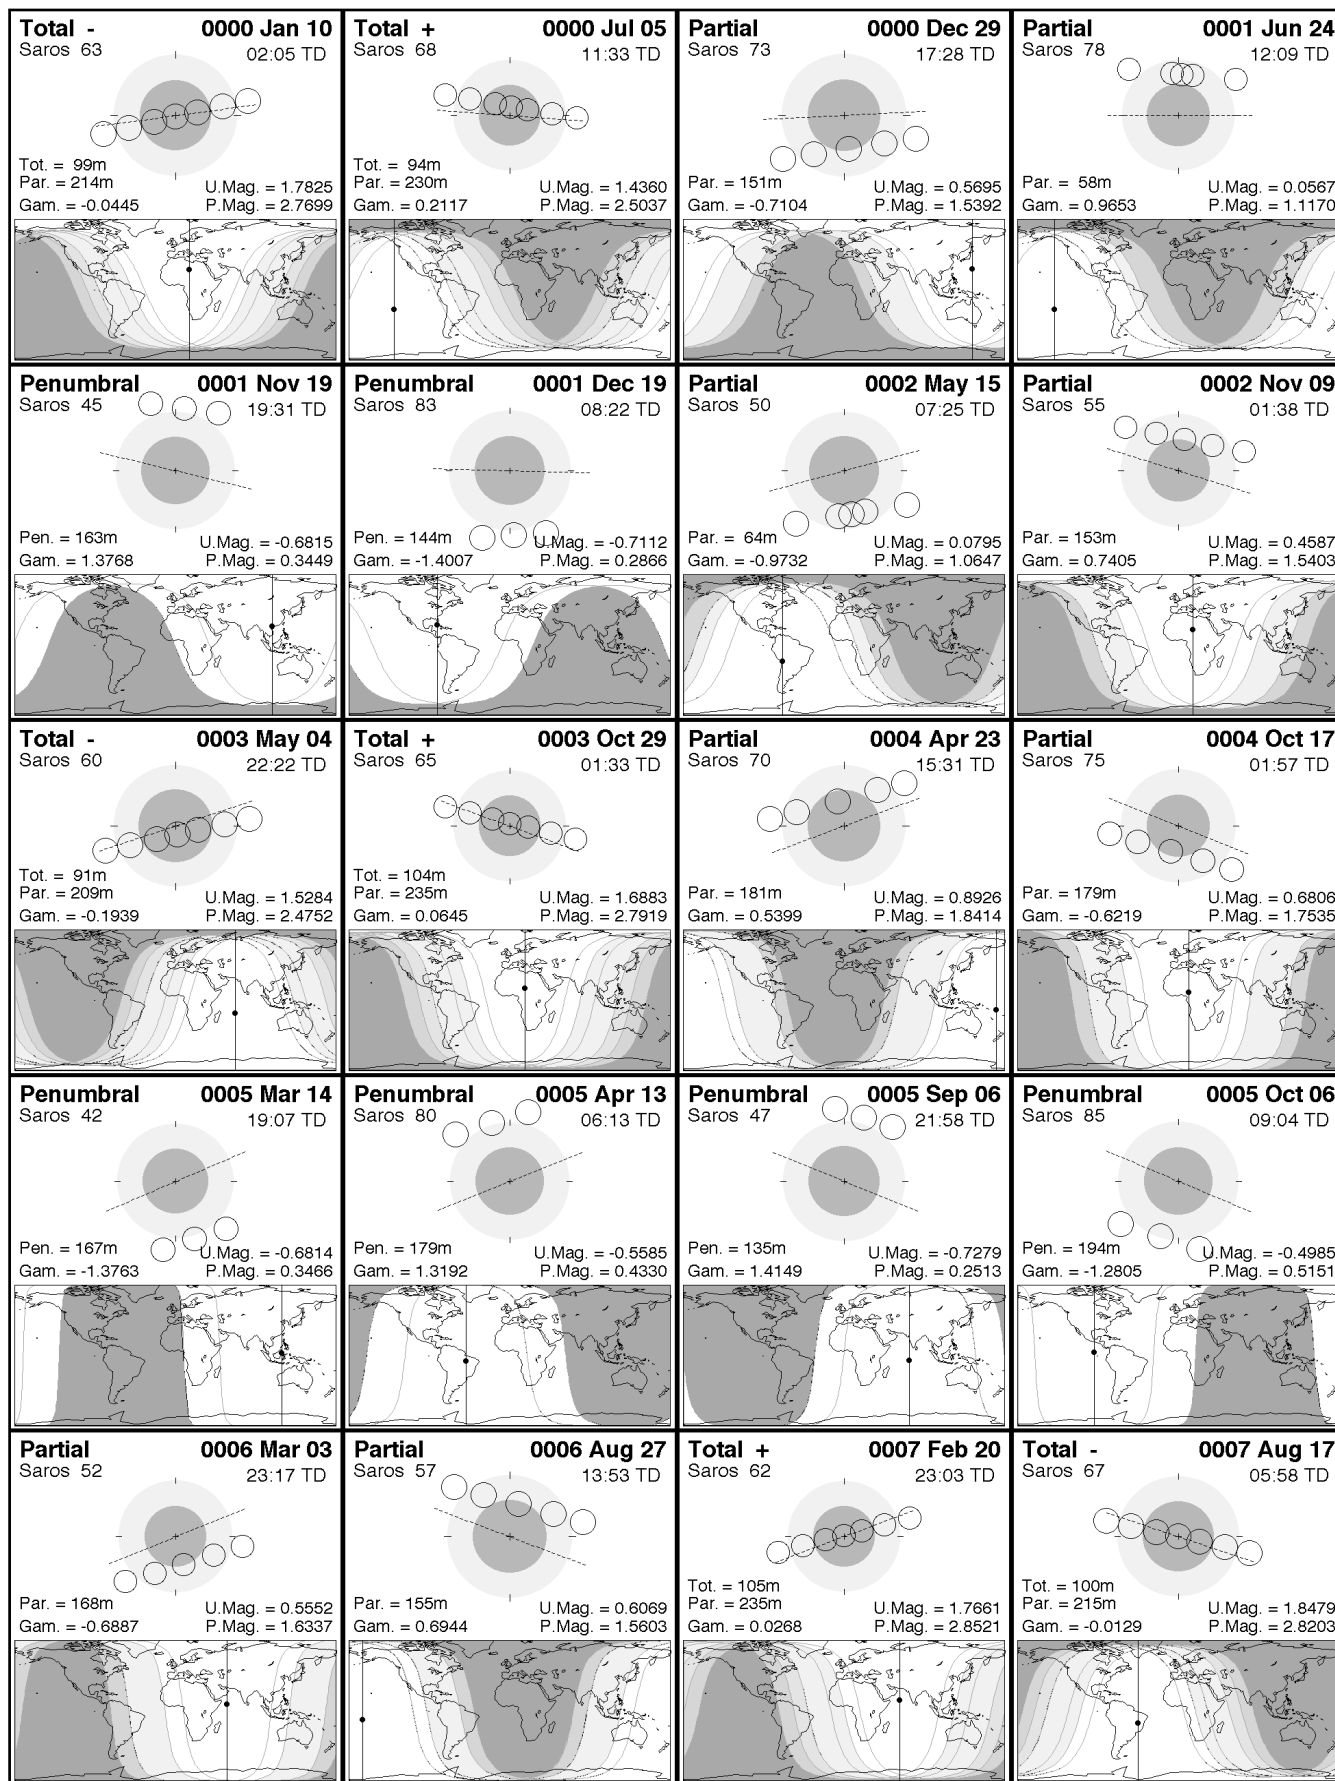 Total - 0000 Jan 10
Saros 63 02:05 TD
Tot. = 99m
Par. = 214m U.Mag. = 1.7825
Gam. = -0.0445 P.Mag. = 2.7699
Total + 0000 Jul 05
Saros 68 11:33 TD
Tot. = 94m
Par. = 230m U.Mag. = 1.4360
Gam. = 0.2117 P.Mag. = 2.5037
Partial 0000 Dec 29
Saros 73 17:28 TD
Par. = 151m U.Mag. = 0.5695
Gam. = -0.7104 P.Mag. = 1.5392
Partial 0001 Jun 24
Saros 78 12:09 TD
Par. = 58m U.Mag. = 0.0567
Gam. = 0.9653 P.Mag. = 1.1170
Penumbral 0001 Nov 19
Saros 45 19:31 TD
Pen. = 163m U.Mag. = -0.6815
Gam. = 1.3768 P.Mag. = 0.3449
Penumbral 0001 Dec 19
Saros 83 08:22 TD
Pen. = 144m U.Mag. = -0.7112
Gam. = -1.4007 P.Mag. = 0.2866
Partial 0002 May 15
Saros 50 07:25 TD
Par. = 64m U.Mag. = 0.0795
Gam. = -0.9732 P.Mag. = 1.0647
Partial 0002 Nov 09
Saros 55 01:38 TD
Par. = 153m U.Mag. = 0.4587
Gam. = 0.7405 P.Mag. = 1.5403
Total - 0003 May 04
Saros 60 22:22 TD
Tot. = 91m
Par. = 209m U.Mag. = 1.5284
Gam. = -0.1939 P.Mag. = 2.4752
Total + 0003 Oct 29
Saros 65 01:33 TD
Tot. = 104m
Par. = 235m U.Mag. = 1.6883
Gam. = 0.0645 P.Mag. = 2.7919
Partial 0004 Apr 23
Saros 70 15:31 TD
Par. = 181m U.Mag. = 0.8926
Gam. = 0.5399 P.Mag. = 1.8414
Partial 0004 Oct 17
Saros 75 01:57 TD
Par. = 179m U.Mag. = 0.6806
Gam. = -0.6219 P.Mag. = 1.7535
Penumbral 0005 Mar 14
Saros 42 19:07 TD
Pen. = 167m U.Mag. = -0.6814
Gam. = -1.3763 P.Mag. = 0.3466
Penumbral 0005 Apr 13
Saros 80 06:13 TD
Pen. = 179m U.Mag. = -0.5585
Gam. = 1.3192 P.Mag. = 0.4330
Penumbral 0005 Sep 06
Saros 47 21:58 TD
Pen. = 135m U.Mag. = -0.7279
Gam. = 1.4149 P.Mag. = 0.2513
Penumbral 0005 Oct 06
Saros 85 09:04 TD
Pen. = 194m U.Mag. = -0.4985
Gam. = -1.2805 P.Mag. = 0.5151
Partial 0006 Mar 03
Saros 52 23:17 TD
Par. = 168m U.Mag. = 0.5552
Gam. = -0.6887 P.Mag. = 1.6337
Partial 0006 Aug 27
Saros 57 13:53 TD
Par. = 155m U.Mag. = 0.6069
Gam. = 0.6944 P.Mag. = 1.5603
Total + 0007 Feb 20
Saros 62 23:03 TD
Tot. = 105m
Par. = 235m U.Mag. = 1.7661
Gam. = 0.0268 P.Mag. = 2.8521
Total - 0007 Aug 17
Saros 67 05:58 TD
Tot. = 100m
Par. = 215m U.Mag. = 1.8479
Gam. = -0.0129 P.Mag. = 2.8203